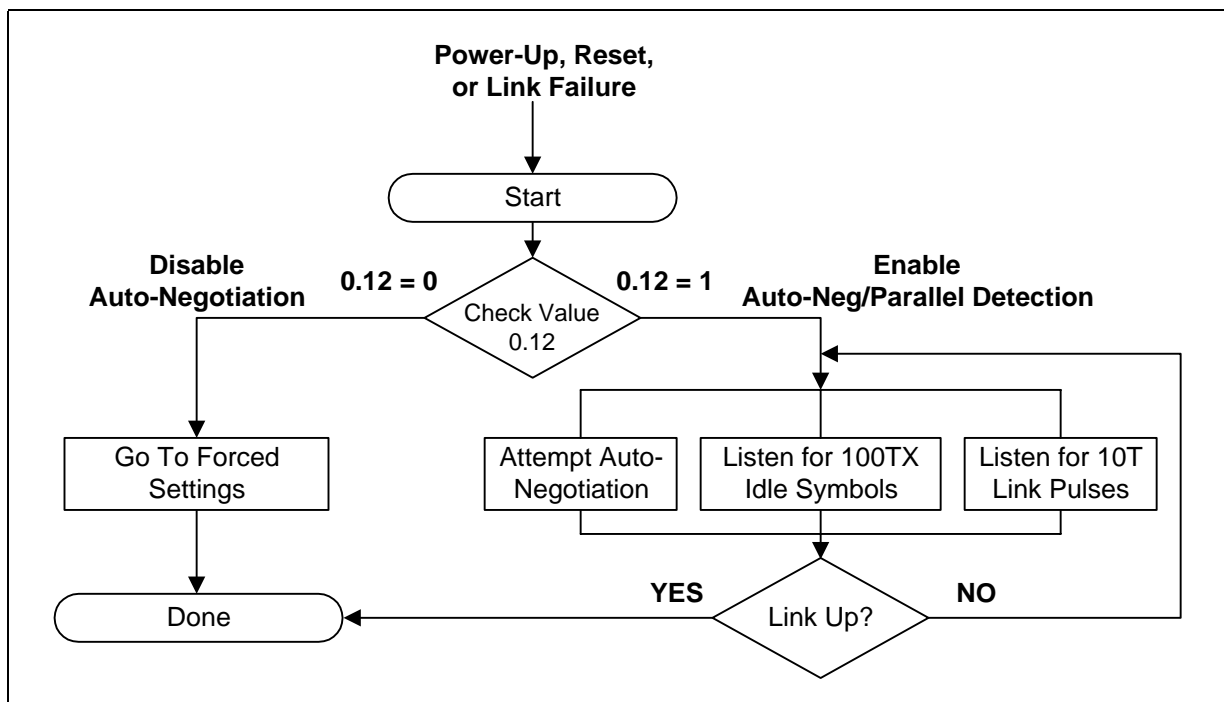 Power-Up, Reset,
or Link Failure
Start
Disable
Auto-Negotiation
0.12 = 0
0.12 = 1
Enable
Auto-Neg/Parallel Detection
Check Value
0.12
Go To Forced
Settings
Attempt Auto-
Negotiation
Listen for 100TX
Idle Symbols
Listen for 10T
Link Pulses
Done
YES
Link Up?
NO